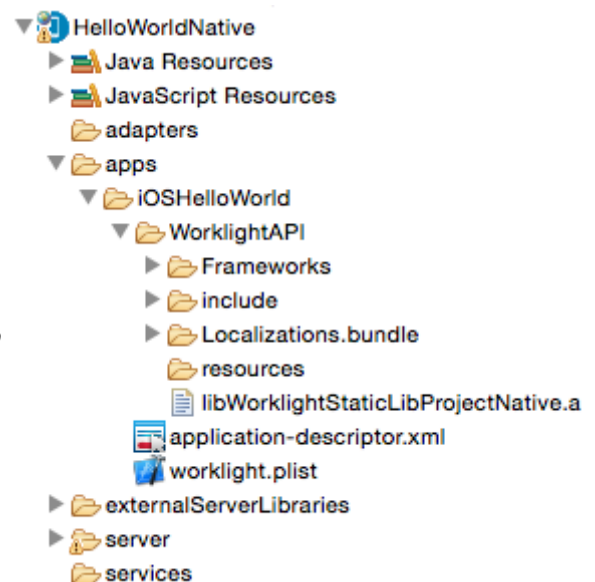 HelloWorldNative
Java Resources
JavaScript Resources
adapters
apps
iOSHelloWorld
WorklightAPI
Frameworks
include
Localizations.bundle
resources
libWorklightStaticLibProjectNative.a
application-descriptor.xml
worklight.plist
externalServerLibraries
server
services